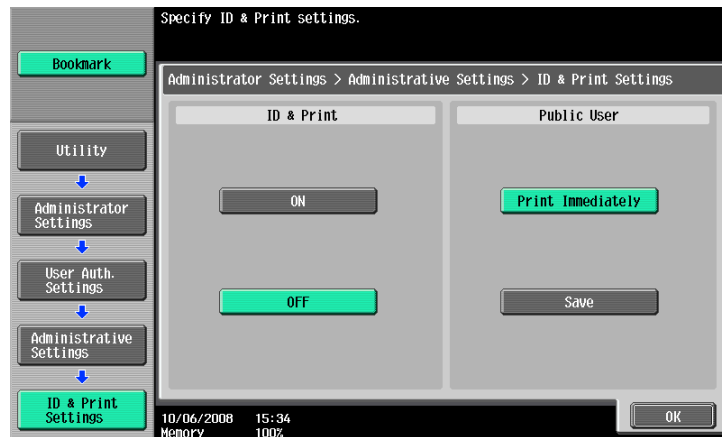 Specify ID & Print settings.
Bookmark
Administrator Settings > Administrative Settings > ID & Print Settings
ID & Print
Public User
Utility
ON
Print Immediately
Administrator
Settings
User Auth.
Settings
OFF
Save
Administrative
Settings
ID & Print
Settings
10/06/2008 15:34
Memory 100%
OK